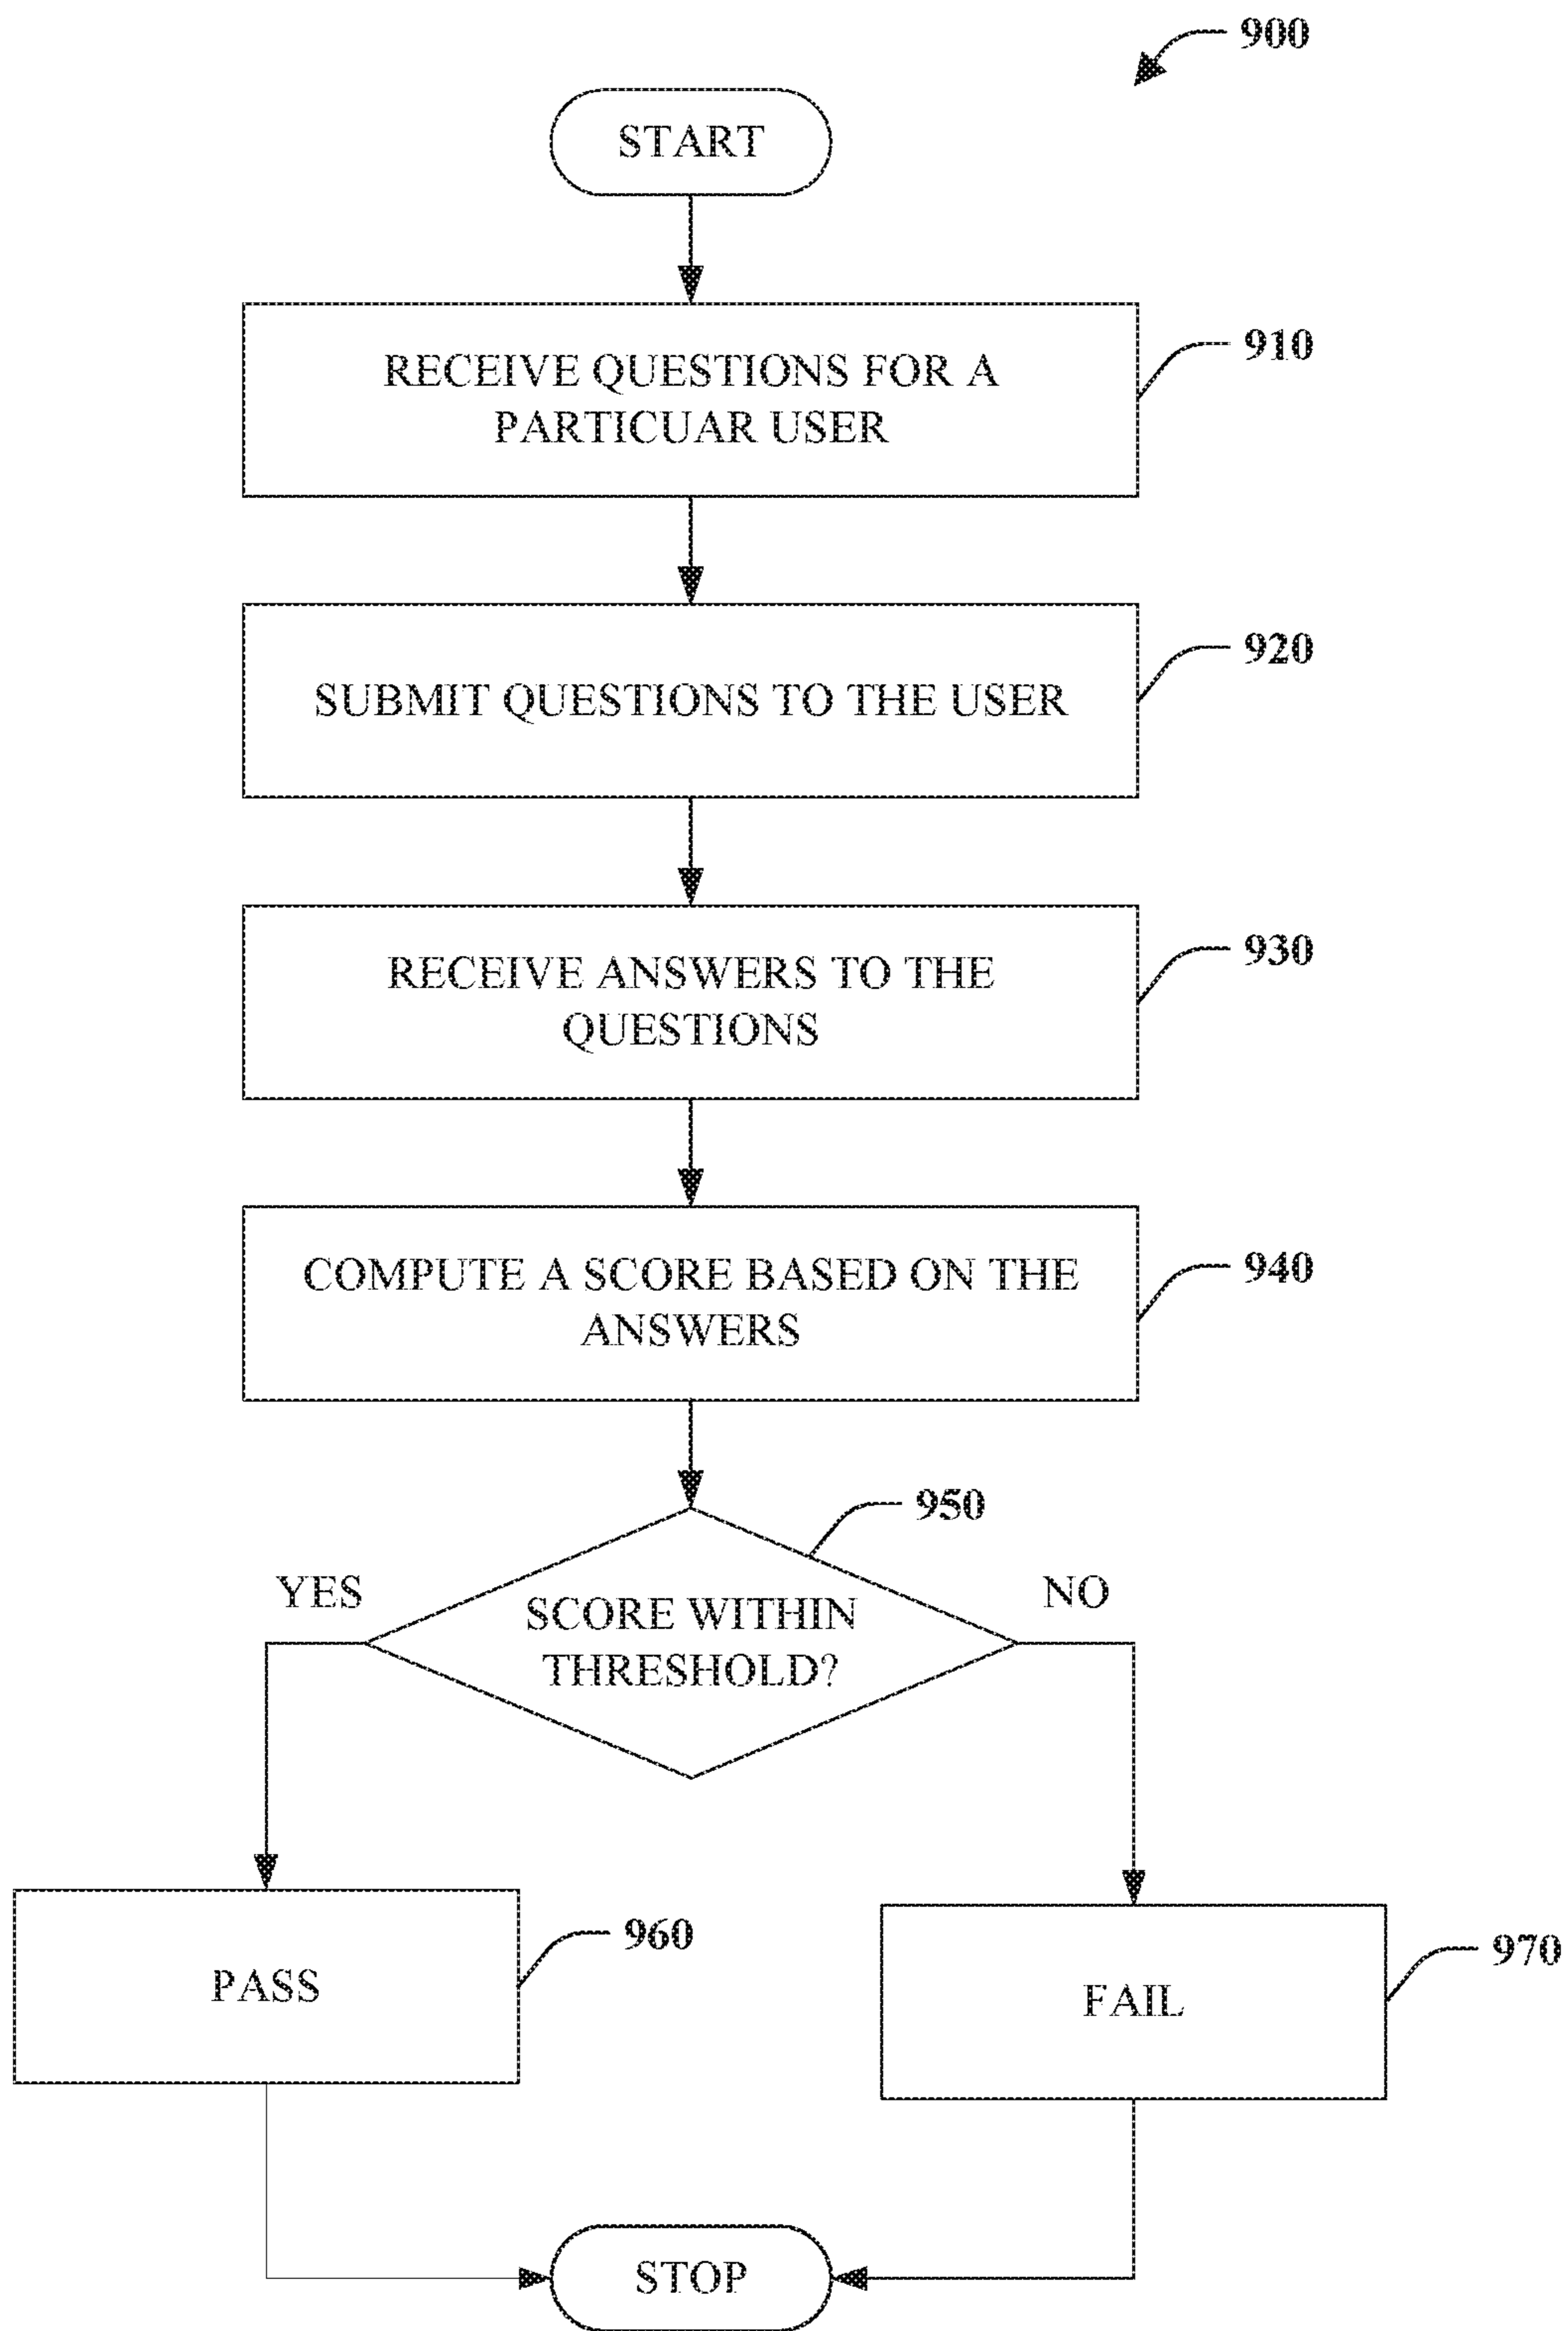 900
START
RECEIVE QUESTIONS FOR A
PARTICUAR USER
910
SUBMIT QUESTIONS TO THE USER
920
RECEIVE ANSWERS TO THE
QUESTIONS
930
COMPUTE A SCORE BASED ON THE
ANSWERS
940
950
YES
SCORE WITHIN
THRESHOLD?
NO
PASS
960
FAIL
970
STOP